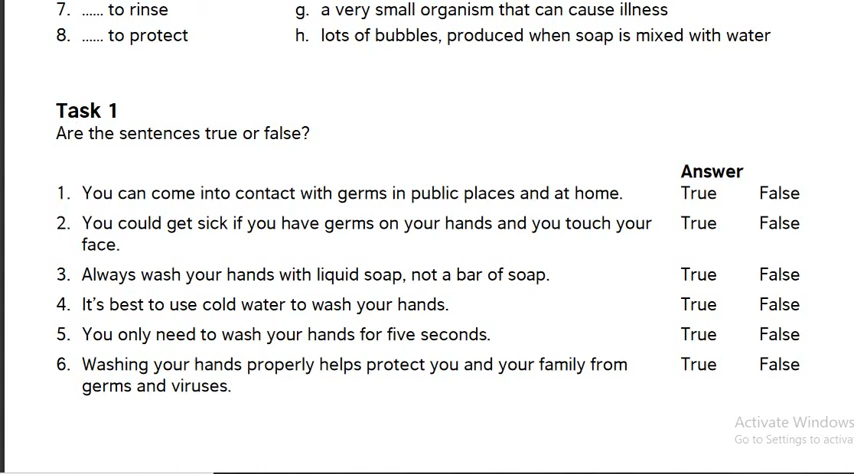 7. ...... to rinse g. a very small organism that can cause illness
8. ...... to protect h. lots of bubbles, produced when soap is mixed with water
Task 1
Are the sentences true or false?
Answer
1. You can come into contact with germs in public places and at home. True False
2. You could get sick if you have germs on your hands and you touch your True False
face.
3. Always wash your hands with liquid soap, not a bar of soap. True False
4. It's best to use cold water to wash your hands. True False
5. You only need to wash your hands for five seconds. True False
6. Washing your hands properly helps protect you and your family from True False
germs and viruses.
Activate Windows
Go to Settings to activa